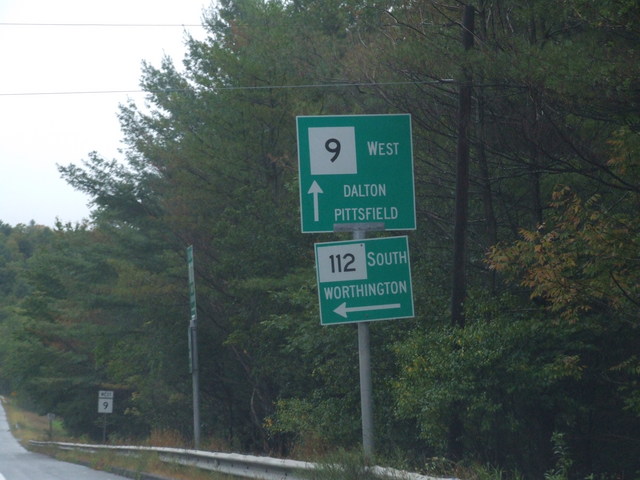 9 WEST
DALTON
PITTSFIELD
112 SOUTH
WORTHINGTON
WEST
9